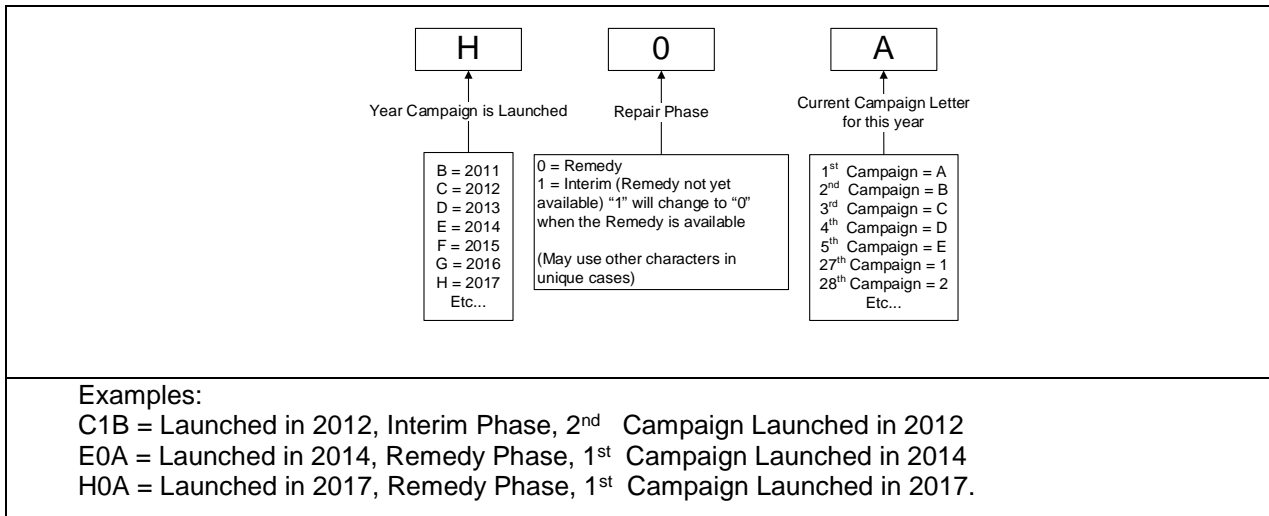 H
0
A
Year Campaign is Launched
Repair Phase
Current Campaign Letter
for this year
B = 2011
C = 2012
D = 2013
E = 2014
F = 2015
G = 2016
H = 2017
Etc...
0 = Remedy
1 = Interim (Remedy not yet
available) “1” will change to “0”
when the Remedy is available
(May use other characters in
unique cases)
1st Campaign = A
2nd Campaign = B
3rd Campaign = C
4th Campaign = D
5th Campaign = E
27th Campaign = 1
28th Campaign = 2
Etc...
Examples:
C1B = Launched in 2012, Interim Phase, 2nd Campaign Launched in 2012
E0A = Launched in 2014, Remedy Phase, 1st Campaign Launched in 2014
H0A = Launched in 2017, Remedy Phase, 1st Campaign Launched in 2017.